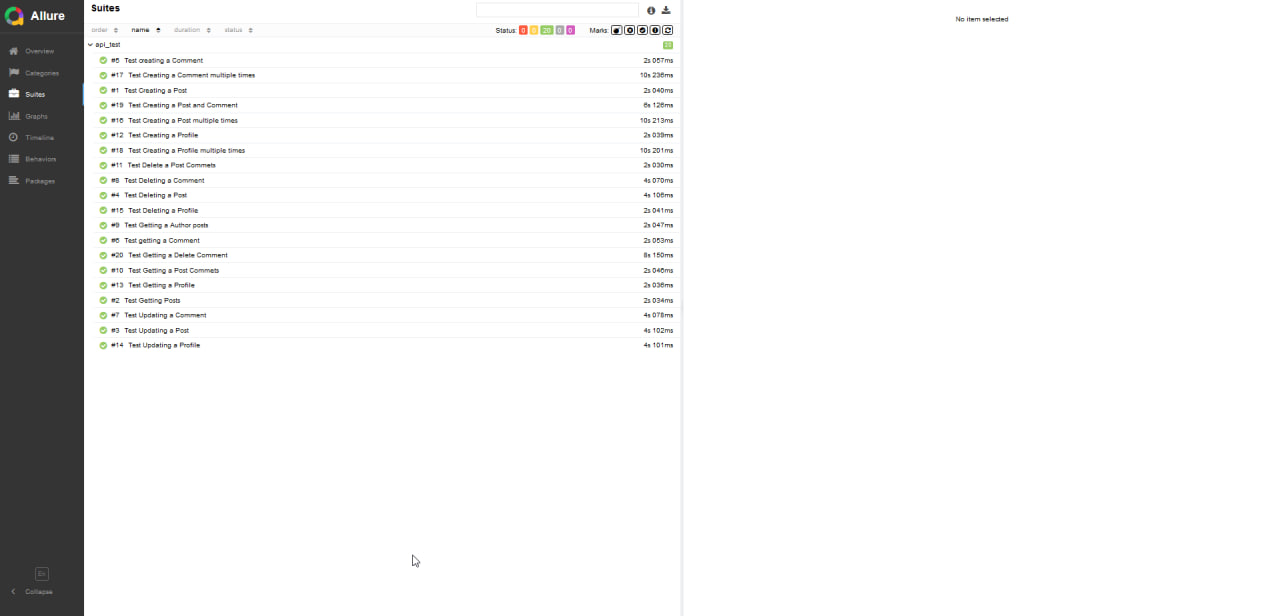 Allure
Overview
Categories
Suites
Graphs
Timeline
Behaviors
Packages
En
Collapse
Suites
order name duration status Status: 0 0 20 0 0 Marks:
api_test 20
#5 Test creating a Comment 2s 057ms
#17 Test Creating a Comment multiple times 10s 236ms
#1 Test Creating a Post 2s 040ms
#19 Test Creating a Post and Comment 6s 126ms
#16 Test Creating a Post multiple times 10s 213ms
#12 Test Creating a Profile 2s 039ms
#18 Test Creating a Profile multiple times 10s 201ms
#11 Test Delete a Post Commets 2s 030ms
#8 Test Deleting a Comment 4s 070ms
#4 Test Deleting a Post 4s 106ms
#15 Test Deleting a Profile 2s 041ms
#9 Test Getting a Author posts 2s 047ms
#6 Test getting a Comment 2s 053ms
#20 Test Getting a Delete Comment 8s 150ms
#10 Test Getting a Post Commets 2s 046ms
#13 Test Getting a Profile 2s 036ms
#2 Test Getting Posts 2s 034ms
#7 Test Updating a Comment 4s 078ms
#3 Test Updating a Post 4s 102ms
#14 Test Updating a Profile 4s 101ms
No item selected